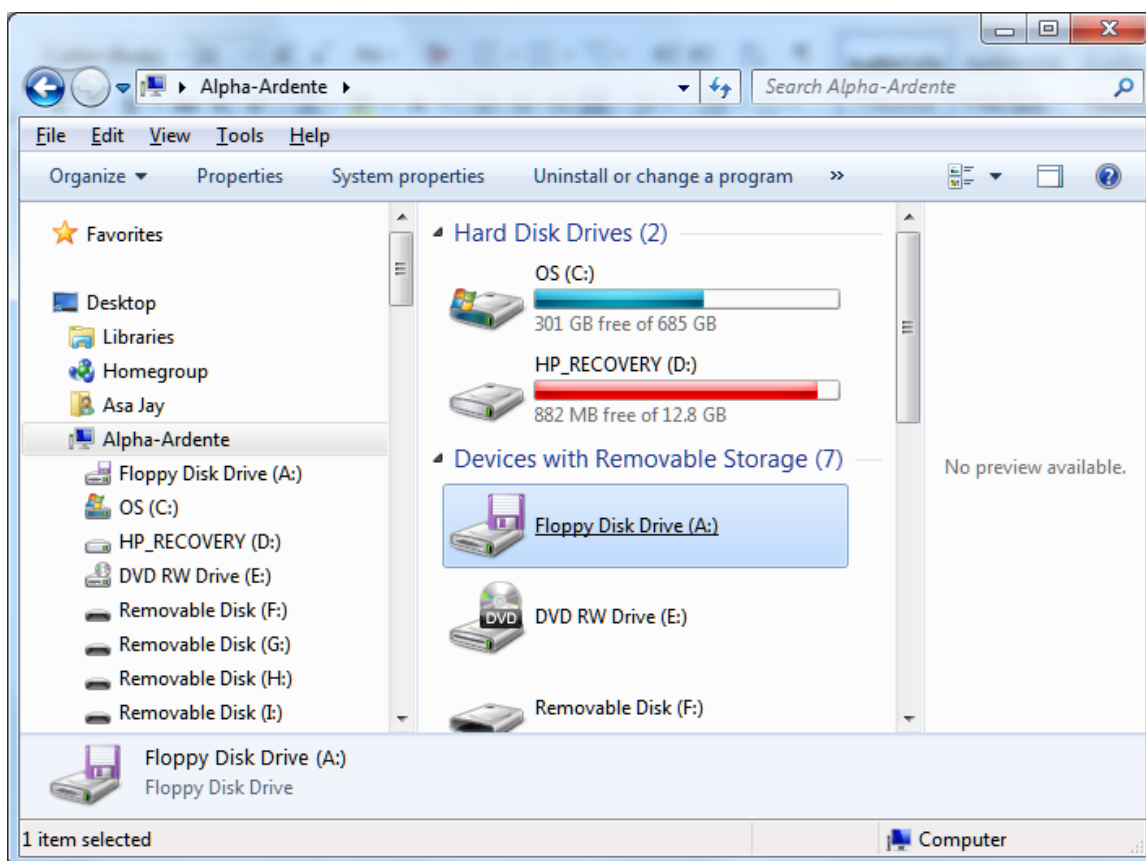 Alpha-Ardente
Search Alpha-Ardente
File Edit View Tools Help
Organize Properties System properties Uninstall or change a program »
Favorites
Desktop
Libraries
Homegroup
Asa Jay
Alpha-Ardente
Floppy Disk Drive (A:)
OS (C:)
HP_RECOVERY (D:)
DVD RW Drive (E:)
Removable Disk (F:)
Removable Disk (G:)
Removable Disk (H:)
Removable Disk (I:)
Hard Disk Drives (2)
OS (C:)
301 GB free of 685 GB
HP_RECOVERY (D:)
882 MB free of 12.8 GB
Devices with Removable Storage (7)
Floppy Disk Drive (A:)
DVD
DVD RW Drive (E:)
Removable Disk (F:)
No preview available.
Floppy Disk Drive (A:)
Floppy Disk Drive
1 item selected
Computer